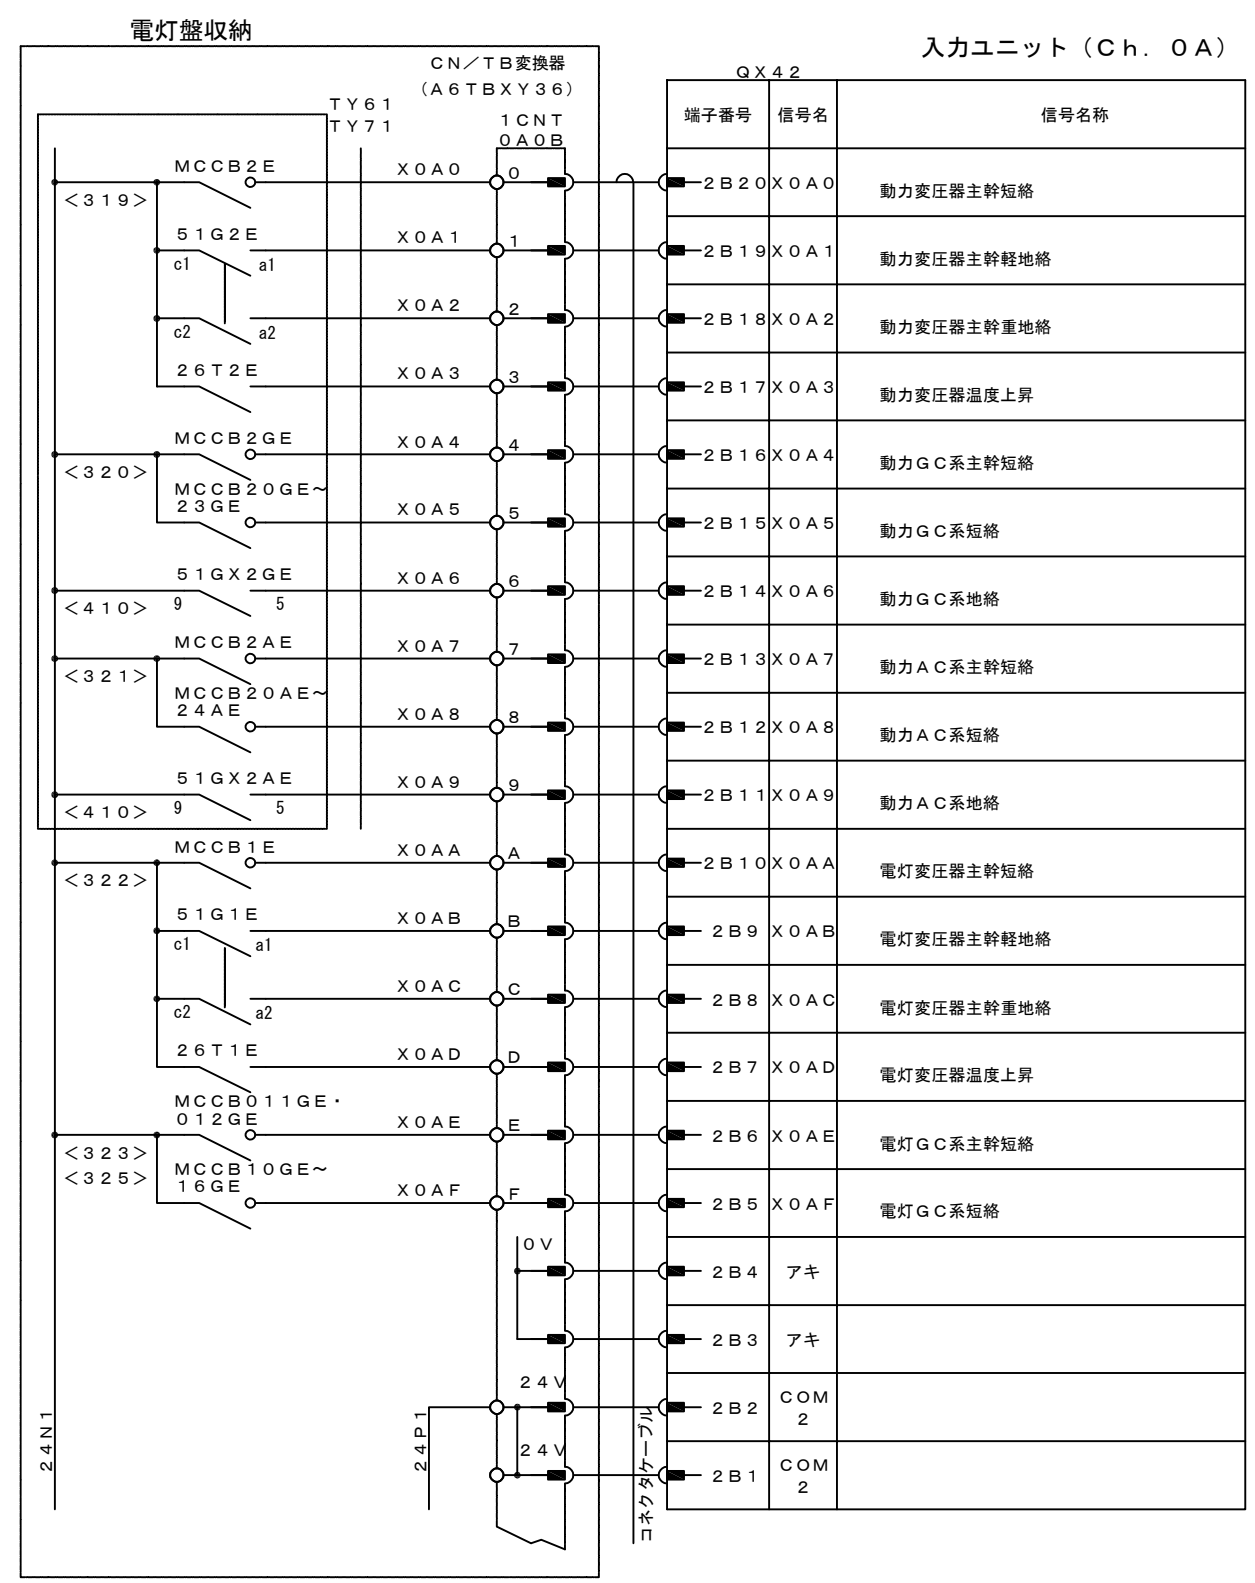 電灯盤収納
入力ユニット（Ch．0A）
CN／TB変換器
（A6TBXY36）
QX42
TY61
TY71
1CNT
0A0B
端子番号 信号名 信号名称
MCCB2E X0A0 0 2B20 X0A0 動力変圧器主幹短絡
＜319＞
51G2E X0A1 1 2B19 X0A1 動力変圧器主幹軽地絡
c1 a1
X0A2 2 2B18 X0A2 動力変圧器主幹重地絡
c2 a2
26T2E X0A3 3 2B17 X0A3 動力変圧器温度上昇
MCCB2GE X0A4 4 2B16 X0A4 動力GC系主幹短絡
＜320＞
MCCB20GE～
23GE X0A5 5 2B15 X0A5 動力GC系短絡
51GX2GE X0A6 6 2B14 X0A6 動力GC系地絡
＜410＞ 9 5
MCCB2AE X0A7 7 2B13 X0A7 動力AC系主幹短絡
＜321＞
MCCB20AE～
24AE X0A8 8 2B12 X0A8 動力AC系短絡
51GX2AE X0A9 9 2B11 X0A9 動力AC系地絡
＜410＞ 9 5
MCCB1E X0AA A 2B10 X0AA 電灯変圧器主幹短絡
＜322＞
51G1E X0AB B 2B9 X0AB 電灯変圧器主幹軽地絡
c1 a1
X0AC C 2B8 X0AC 電灯変圧器主幹重地絡
c2 a2
26T1E X0AD D 2B7 X0AD 電灯変圧器温度上昇
MCCB011GE・
012GE X0AE E 2B6 X0AE 電灯GC系主幹短絡
＜323＞
＜325＞
MCCB10GE～
16GE X0AF F 2B5 X0AF 電灯GC系短絡
0V
2B4 アキ
2B3 アキ
24V
2B2 COM
2
24V
2B1 COM
2
24N1
24P1
コネクタケーブル